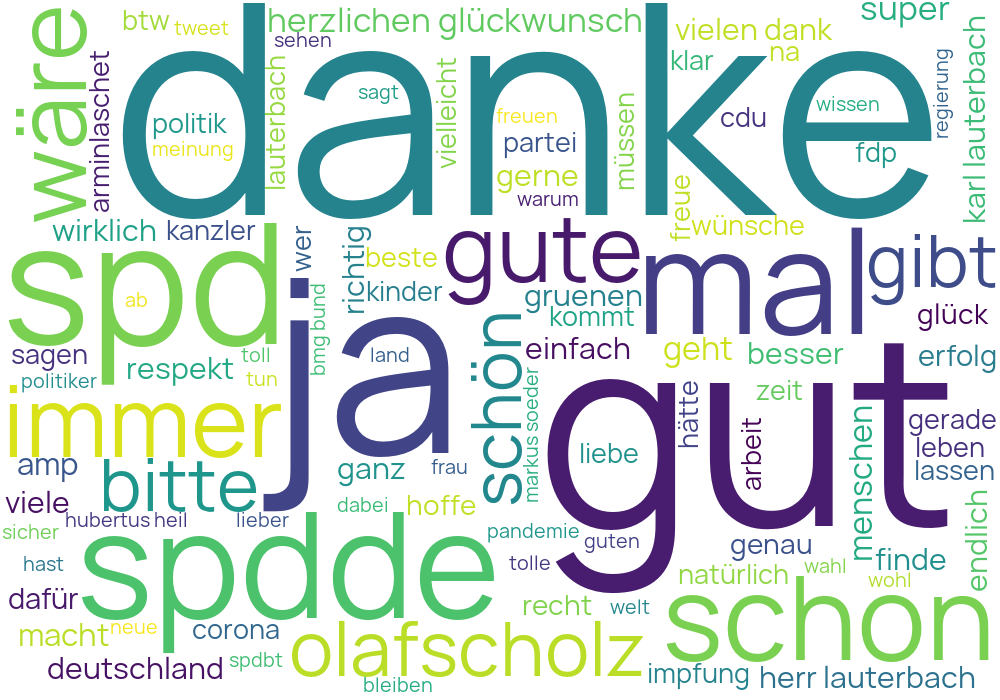 btw
tweet
herzlichen glückwunsch
super
sehen
vielen dank
wäre
danke
klar
na
arminlaschet
lauterbach
sagt
vielleicht
freuen
müssen
cdu
wissen
regierung
karl lauterbach
politik
meinung
partei
fdp
gerne
warum
freue
wünsche
wirklich
kanzler
wer
richtig
spd
gute
mal
gibt
beste
ab
kinder
gruenen
kommt
glück
bmg bund
ja
sagen
respekt
toll
land
schön
einfach
geht
besser
erfolg
politiker
tun
markus soeder
gut
hätte
zeit
immer
arbeit
menschen
gerade
liebe
leben
amp
bitte
ganz
frau
lassen
viele
dabei
hoffe
endlich
hubertus heil
lieber
sicher
pandemie
guten
genau
finde
hast
spdde
tolle
natürlich
wahl
wohl
dafür
recht
welt
schon
macht
neue
corona
olafscholz
deutschland
spdbt
bleiben
impfung
herr lauterbach